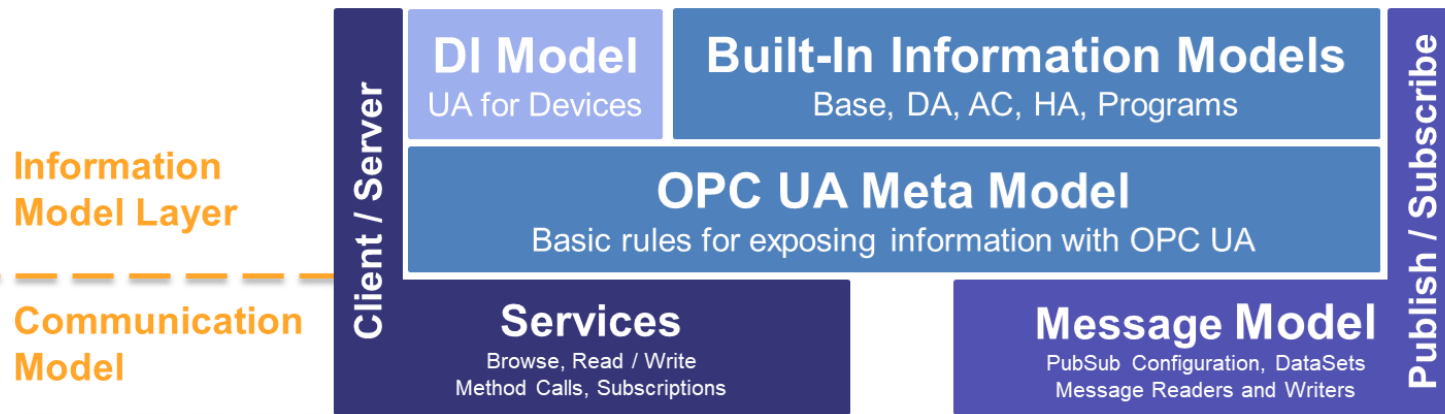 Information
Model Layer
Communication
Model
Client / Server
DI Model
UA for Devices
Built-In Information Models
Base, DA, AC, HA, Programs
OPC UA Meta Model
Basic rules for exposing information with OPC UA
Services
Browse, Read / Write
Method Calls, Subscriptions
Message Model
PubSub Configuration, DataSets
Message Readers and Writers
Publish / Subscribe